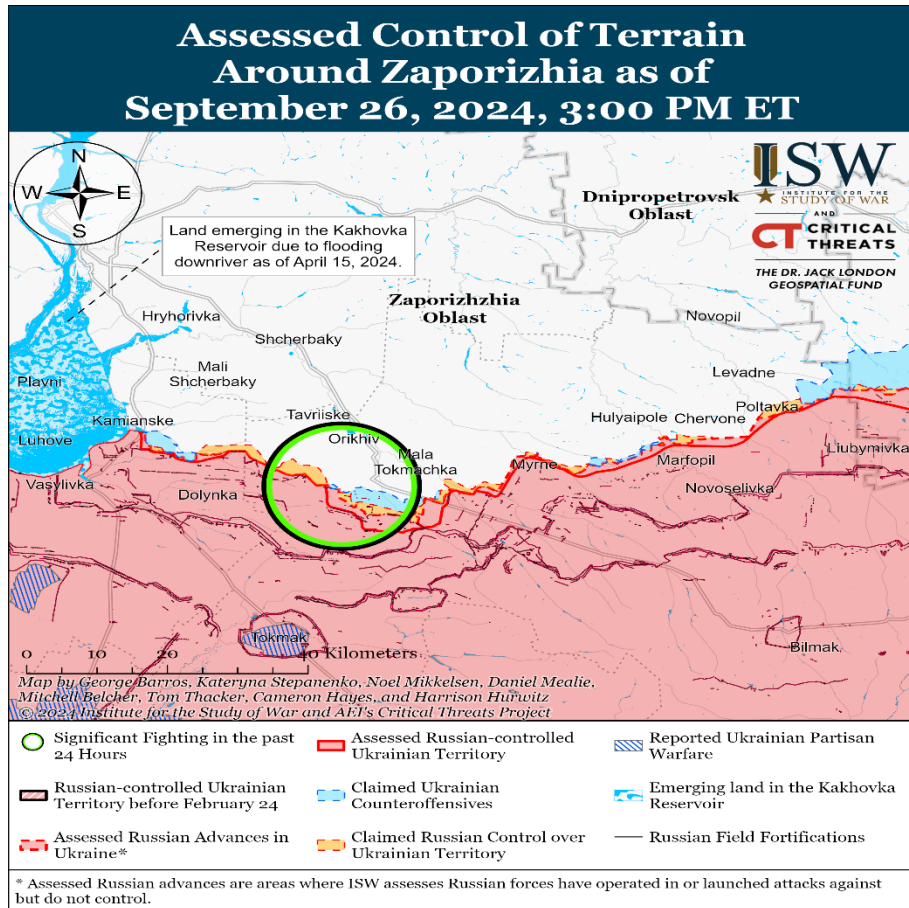 Assessed Control of Terrain
Around Zaporizhia as of
September 26, 2024, 3:00 PM ET
N
W
E
S
ISW
INSTITUTE FOR THE
STUDY OF WAR
AND
CT CRITICAL
THREATS
THE DR. JACK LONDON
GEOSPATIAL FUND
Dnipropetrovsk
Oblast
Land emerging in the Kakhovka
Reservoir due to flooding
downriver as of April 15, 2024.
Zaporizhzhia
Oblast
Hryhorivka
Novopil
Shcherbaky
Mali
Shcherbaky
Levadne
Plavni
Poltavka
Tavriiske
Hulyaipole
Chervone
Kamianske
Orikhiv
Luhove
Mala
Tokmachka
Liubymivka
Myrne
Marfopil
Vasylivka
Dolynka
Novoselivka
Tokmak
Bilmak
0 10 20 40 Kilometers
Map by George Barros, Kateryna Stepanenko, Noel Mikkelsen, Daniel Mealie,
Mitchell Belcher, Tom Thacker, Cameron Hayes, and Harrison Hurwitz
© 2024 Institute for the Study of War and AEI's Critical Threats Project
Significant Fighting in the past
24 Hours
Assessed Russian-controlled
Ukrainian Territory
Reported Ukrainian Partisan
Warfare
Russian-controlled Ukrainian
Territory before February 24
Claimed Ukrainian
Counteroffensives
Emerging land in the Kakhovka
Reservoir
Assessed Russian Advances in
Ukraine*
Claimed Russian Control over
Ukrainian Territory
Russian Field Fortifications
* Assessed Russian advances are areas where ISW assesses Russian forces have operated in or launched attacks against
but do not control.